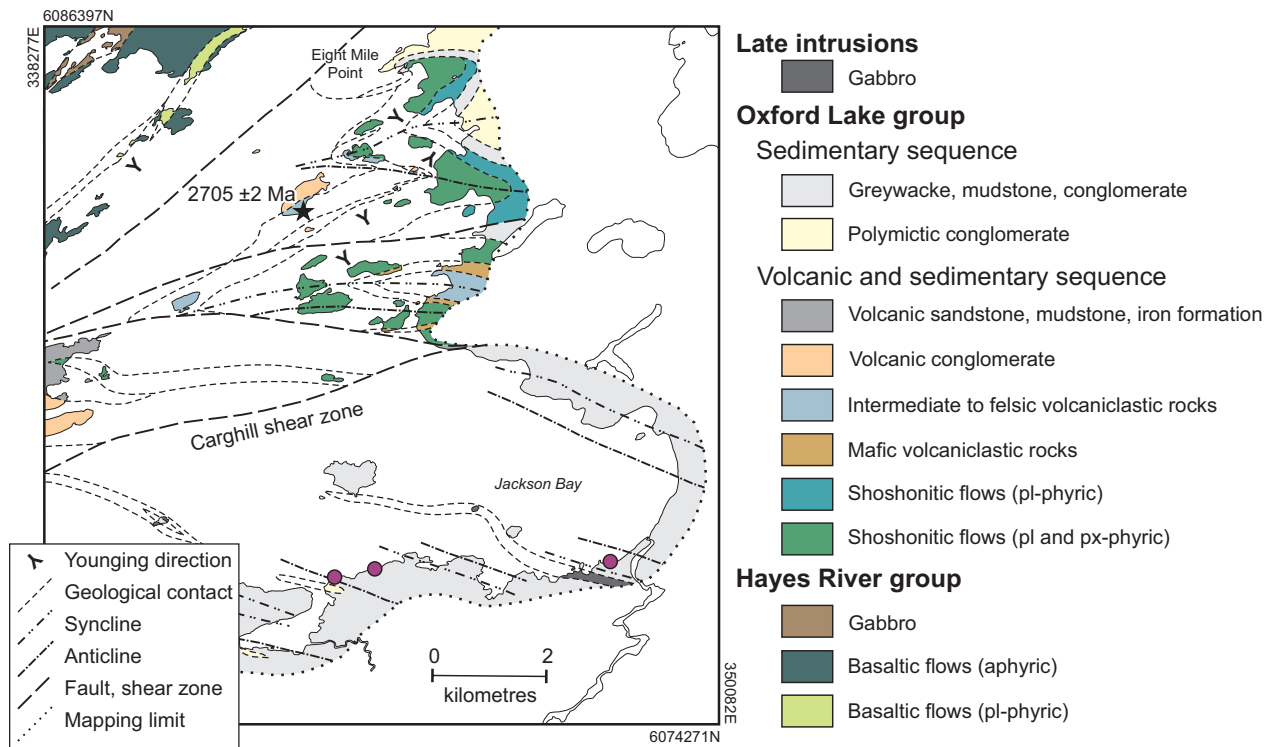 6086397N
338277E
Eight Mile
Point
2705 ±2 Ma
Carghill shear zone
Jackson Bay
Younging direction
Geological contact
Syncline
Anticline
Fault, shear zone
Mapping limit
0 2
kilometres
350082E
6074271N
Late intrusions
Gabbro
Oxford Lake group
Sedimentary sequence
Greywacke, mudstone, conglomerate
Polymictic conglomerate
Volcanic and sedimentary sequence
Volcanic sandstone, mudstone, iron formation
Volcanic conglomerate
Intermediate to felsic volcaniclastic rocks
Mafic volcaniclastic rocks
Shoshonitic flows (pl-phyric)
Shoshonitic flows (pl and px-phyric)
Hayes River group
Gabbro
Basaltic flows (aphyric)
Basaltic flows (pl-phyric)